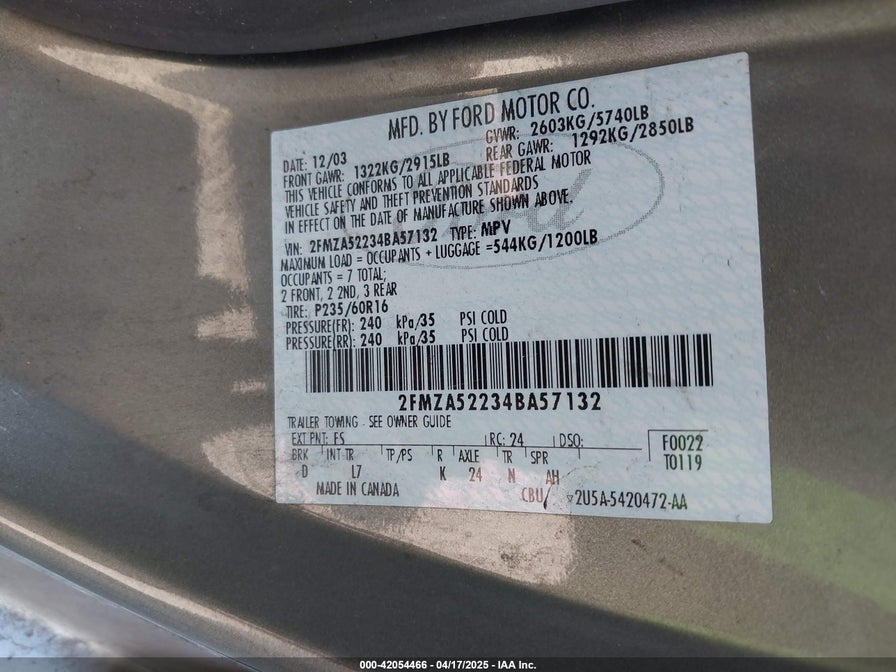 MFD. BY FORD MOTOR CO.
DATE: 12/03 GVWR: 2603KG/5740LB
FRONT GAWR: 1322KG/2915LB REAR GAWR: 1292KG/2850LB
THIS VEHICLE CONFORMS TO ALL APPLICABLE FEDERAL MOTOR
VEHICLE SAFETY AND THEFT PREVENTION STANDARDS
IN EFFECT ON THE DATE OF MANUFACTURE SHOWN ABOVE.
VIN: 2FMZA52234BA57132 TYPE: MPV
MAXIMUM LOAD = OCCUPANTS + LUGGAGE =544KG/1200LB
OCCUPANTS = 7 TOTAL;
2 FRONT, 2 2ND, 3 REAR
TIRE: P235/60R16
PRESSURE(FR): 240 kPa/35 PSI COLD
PRESSURE(RR): 240 kPa/35 PSI COLD
2FMZA52234BA57132
TRAILER TOWING - SEE OWNER GUIDE
EXT PNT: FS RC: 24 DSO: F0022
BRK INT TR TP/PS R AXLE TR SPR T0119
D L7 K 24 N AH
MADE IN CANADA CBU 2U5A-5420472-AA
Ford
000-42054466 - 04/17/2025 - IAA Inc.